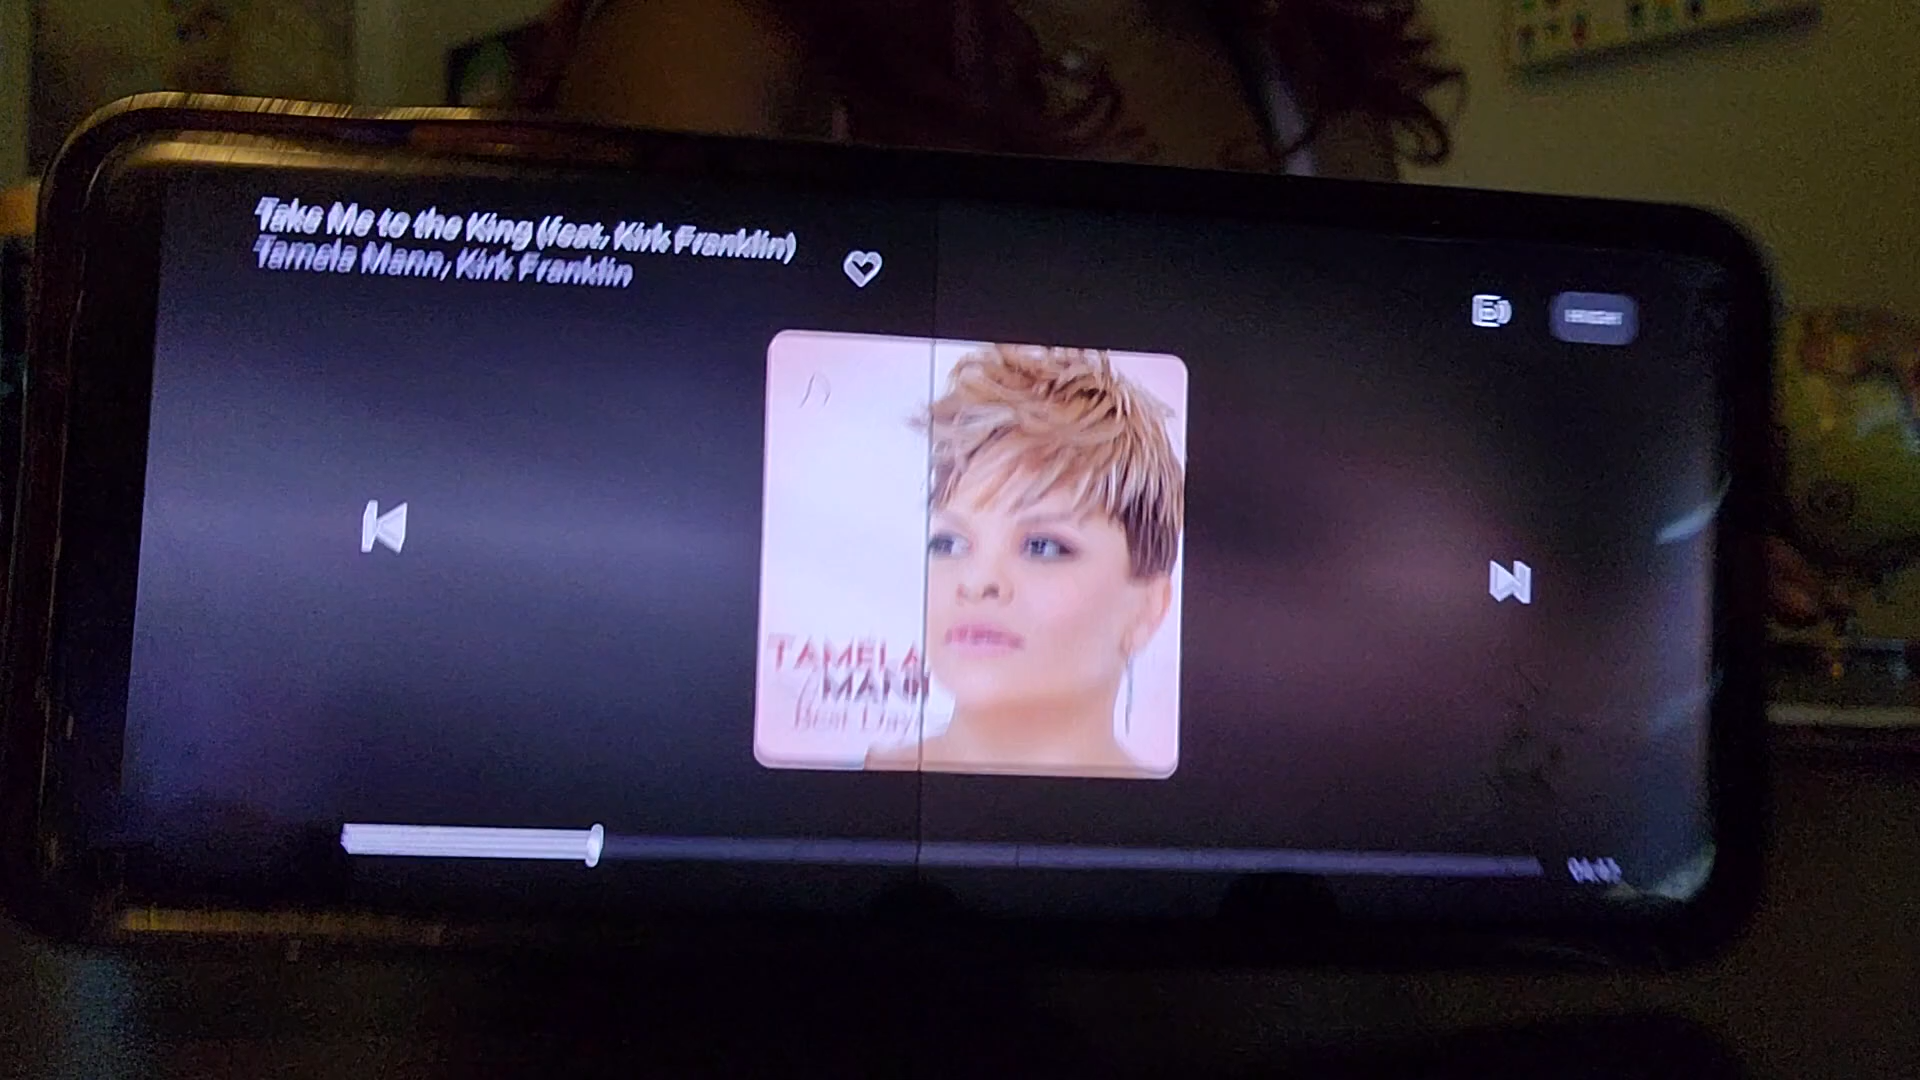 Take Me to the King (feat. Kirk Franklin)
Tamela Mann, Kirk Franklin
TAMELA
MANN
Best Days